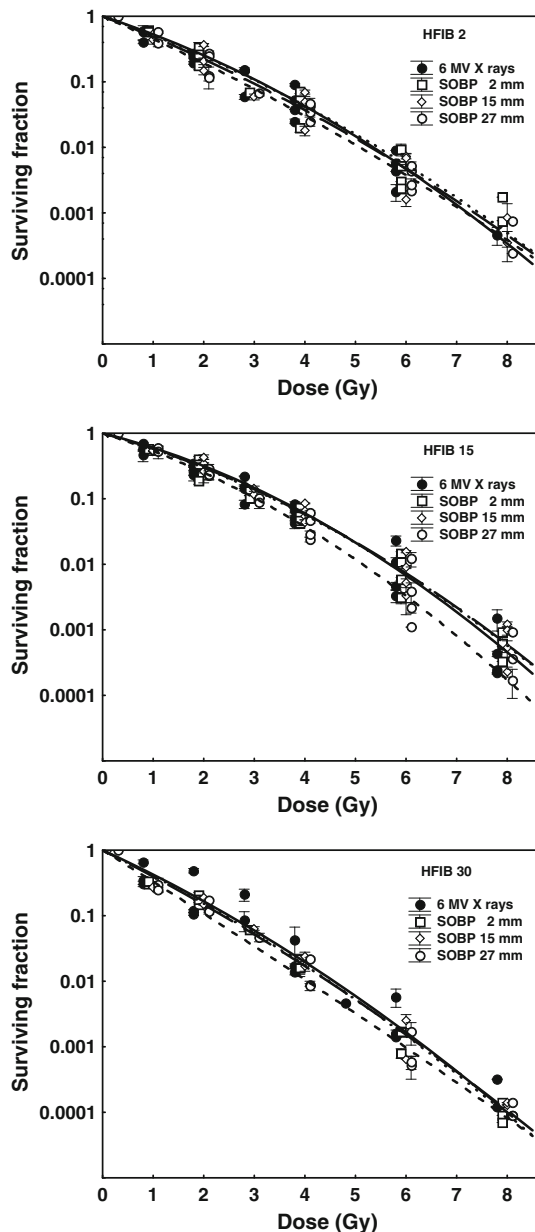 HFIB 2
6 MV X rays
SOBP 2 mm
SOBP 15 mm
SOBP 27 mm
1
0.1
0.01
0.001
0.0001
Surviving fraction
0 1 2 3 4 5 6 7 8
Dose (Gy)
HFIB 15
6 MV X rays
SOBP 2 mm
SOBP 15 mm
SOBP 27 mm
1
0.1
0.01
0.001
0.0001
Surviving fraction
0 1 2 3 4 5 6 7 8
Dose (Gy)
HFIB 30
6 MV X rays
SOBP 2 mm
SOBP 15 mm
SOBP 27 mm
1
0.1
0.01
0.001
0.0001
Surviving fraction
0 1 2 3 4 5 6 7 8
Dose (Gy)